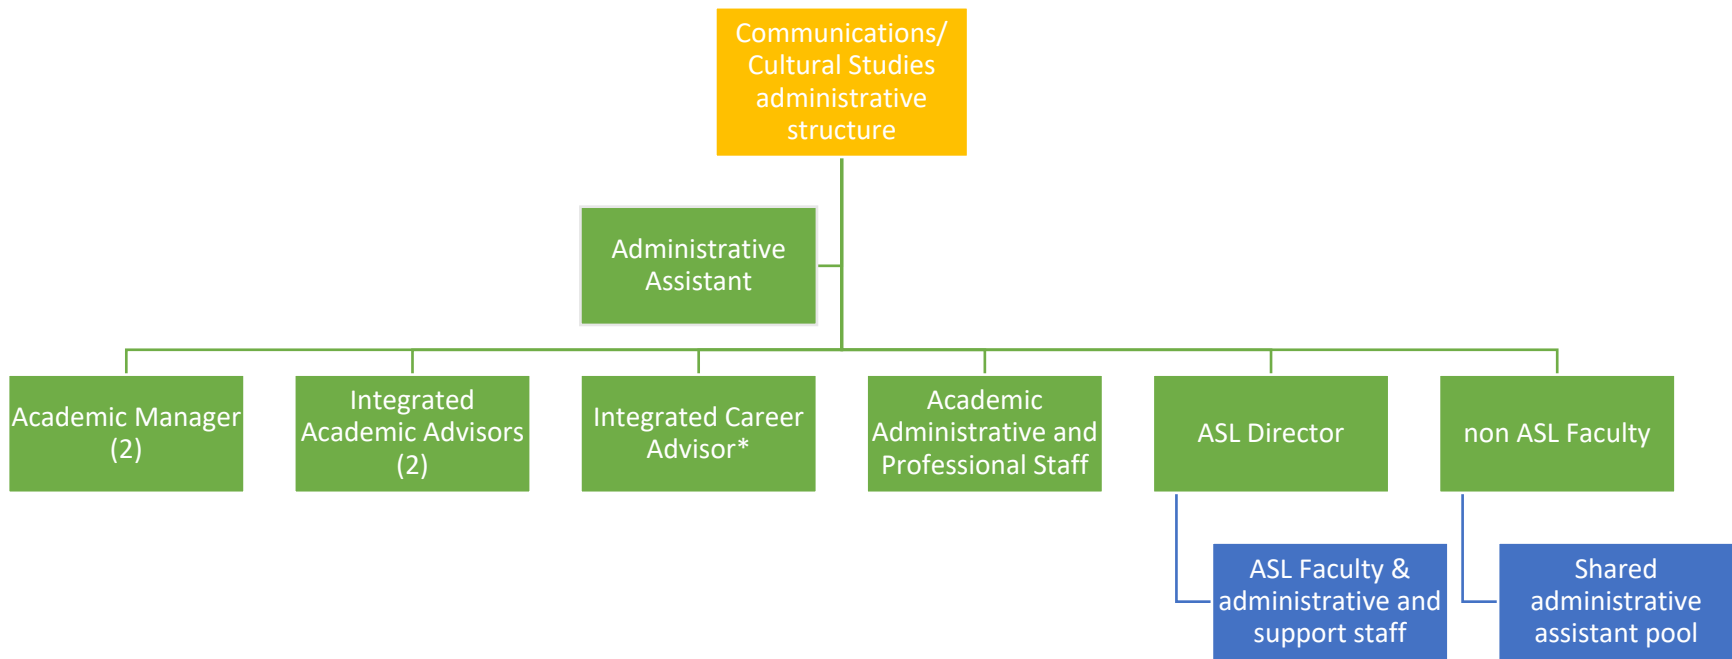 Communications/
Cultural Studies
administrative
structure
Administrative
Assistant
Academic Manager
(2)
Integrated
Academic Advisors
(2)
Integrated Career
Advisor*
Academic
Administrative and
Professional Staff
ASL Director
non ASL Faculty
ASL Faculty &
administrative and
support staff
Shared
administrative
assistant pool